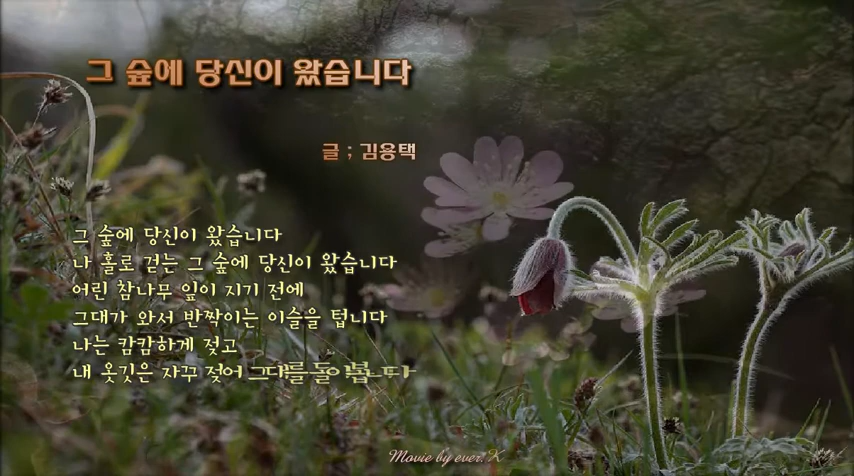 그 숲에 당신이 왔습니다
글 ; 김용택
그 숲에 당신이 왔습니다
나 홀로 걷는 그 숲에 당신이 왔습니다
어린 참나무 잎이 지기 전에
그대가 와서 반짝이는 이슬을 텁니다
나는 캄캄하게 젖고
내 옷깃은 자꾸 젖어 그대를 돌아봅니다
Movie by ever. K